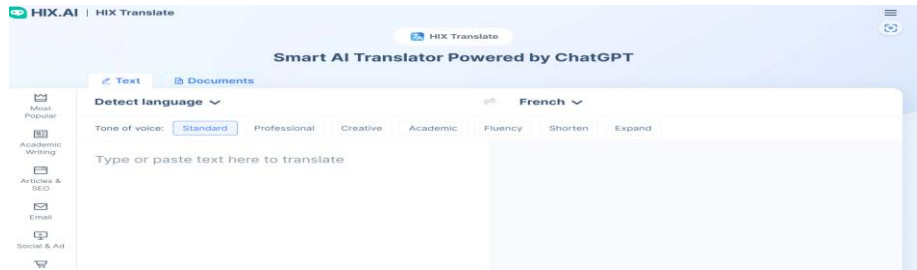 HIX.AI | HIX Translate
HIX Translate
Smart AI Translator Powered by ChatGPT
Text Documents
Detect language French
Tone of voice: Standard Professional Creative Academic Fluency Shorten Expand
Type or paste text here to translate
Most
Popular
Academic
Writing
Articles &
SEO
Email
Social & Ad